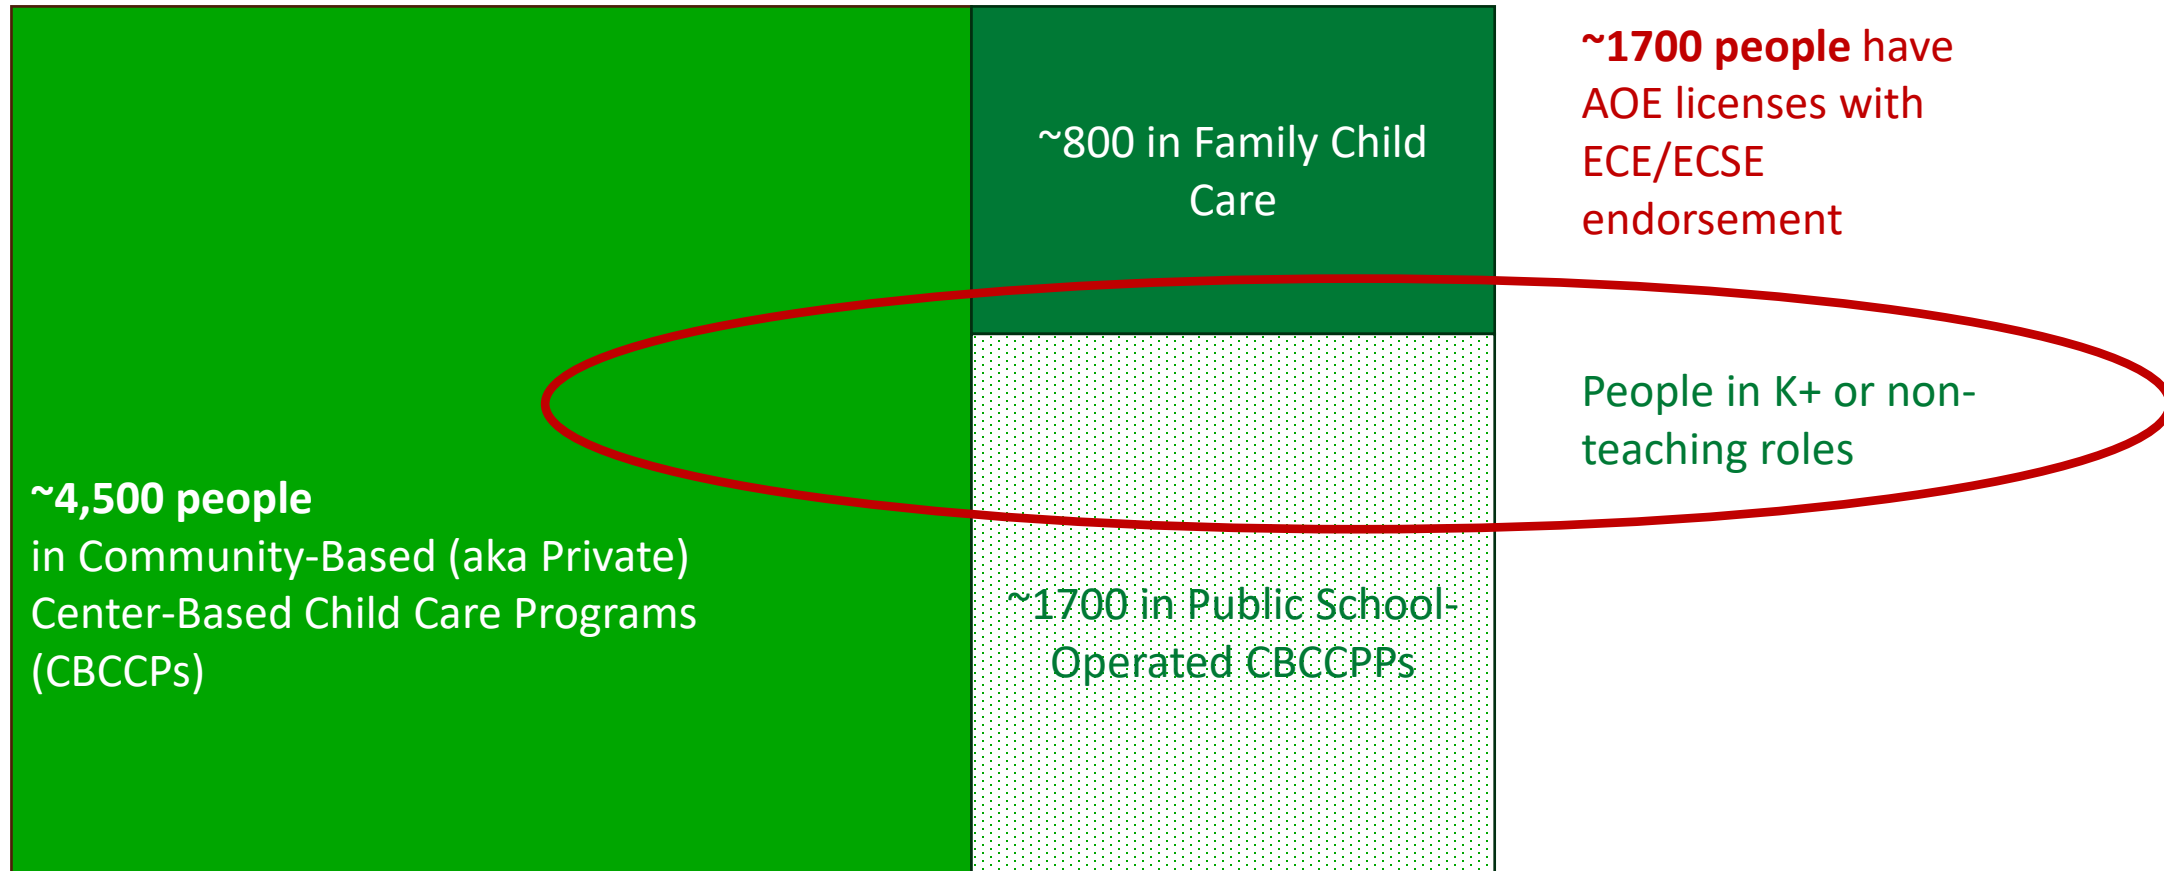 ~4,500 people
in Community-Based (aka Private)
Center-Based Child Care Programs
(CBCCPs)
~800 in Family Child
Care
~1700 in Public School-
Operated CBCCPPs
~1700 people have
AOE licenses with
ECE/ECSE
endorsement
People in K+ or non-
teaching roles